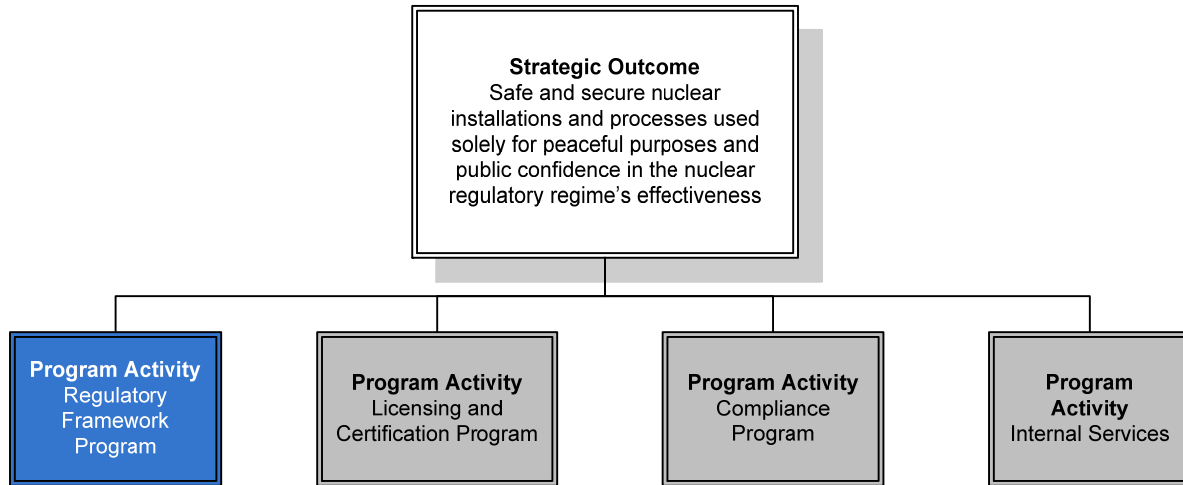 Strategic Outcome
Safe and secure nuclear
installations and processes used
solely for peaceful purposes and
public confidence in the nuclear
regulatory regime’s effectiveness
Program Activity
Regulatory
Framework
Program
Program Activity
Licensing and
Certification Program
Program Activity
Compliance
Program
Program
Activity
Internal Services